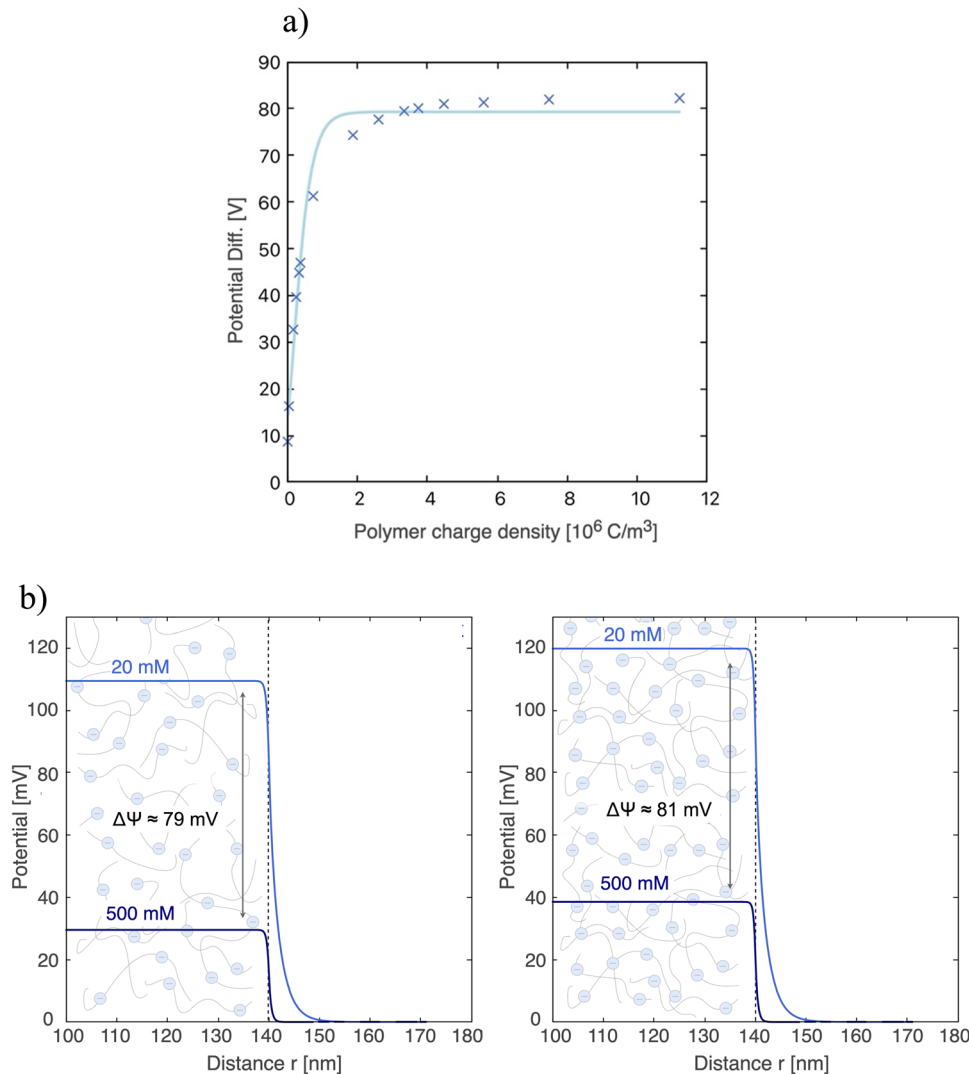 a)
90
80
70
60
50
40
30
20
10
0
Potential Diff. [V]
0 2 4 6 8 10 12
Polymer charge density [10⁶ C/m³]
b)
120
100
80
60
40
20
0
Potential [mV]
20 mM
ΔΨ ≈ 79 mV
500 mM
100 110 120 130 140 150 160 170 180
Distance r [nm]
120
100
80
60
40
20
0
Potential [mV]
20 mM
ΔΨ ≈ 81 mV
500 mM
100 110 120 130 140 150 160 170 180
Distance r [nm]